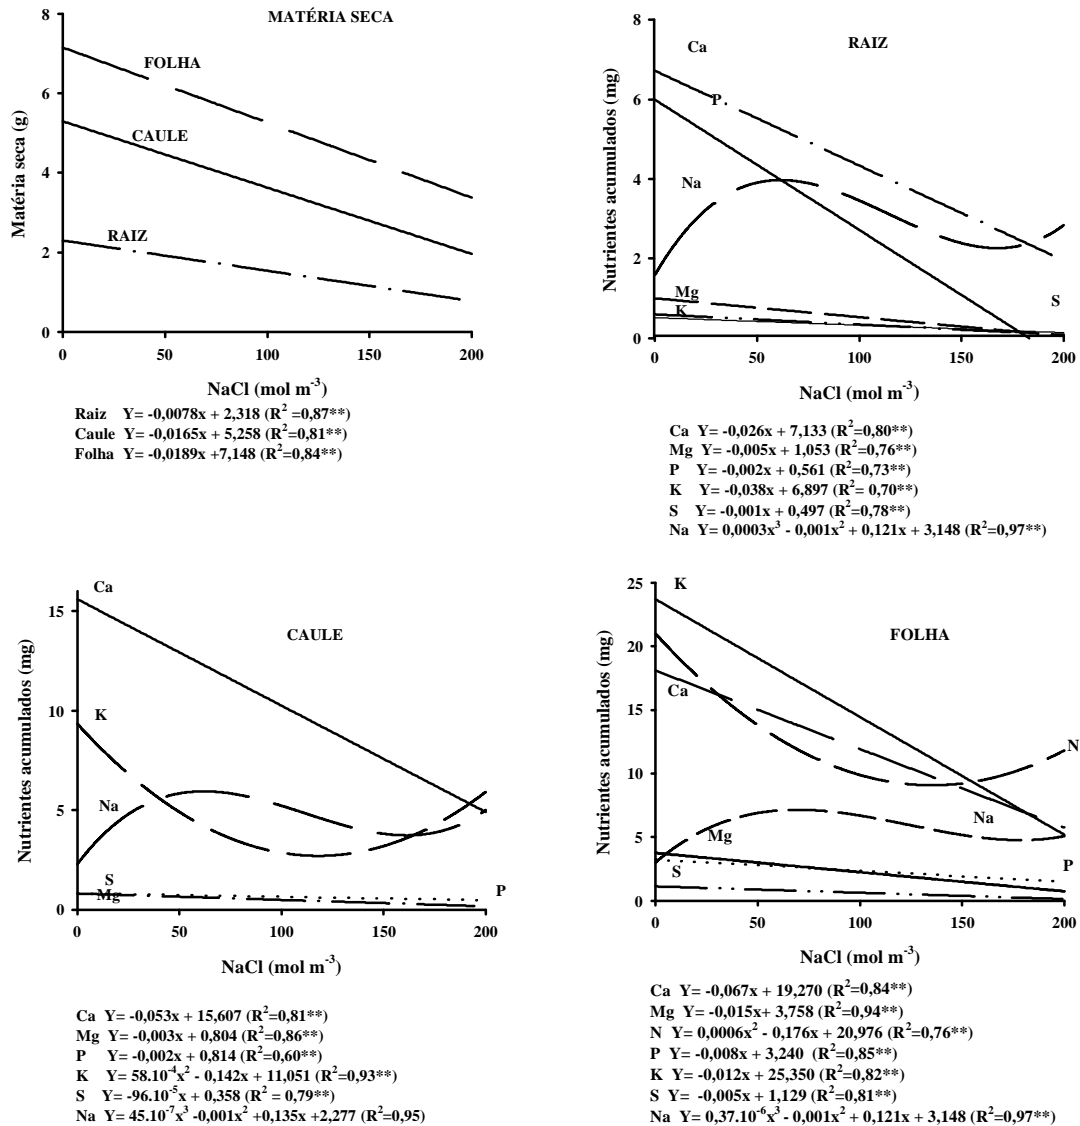 MATÉRIA SECA
Matéria seca (g)
8
6
4
2
0
FOLHA
CAULE
RAIZ
0 50 100 150 200
NaCl (mol m-3)
Raiz Y= -0,0078x + 2,318 (R2 =0,87**)
Caule Y= -0,0165x + 5,258 (R2=0,81**)
Folha Y= -0,0189x +7,148 (R2=0,84**)
RAIZ
Nutrientes acumulados (mg)
8
6
4
2
0
Ca
P
Na
Mg
K
S
0 50 100 150 200
NaCl (mol m-3)
Ca Y= -0,026x + 7,133 (R2=0,80**)
Mg Y= -0,005x + 1,053 (R2=0,76**)
P Y= -0,002x + 0,561 (R2=0,73**)
K Y= -0,038x + 6,897 (R2= 0,70**)
S Y= -0,001x + 0,497 (R2=0,78**)
Na Y= 0,0003x3 - 0,001x2 + 0,121x + 3,148 (R2=0,97**)
CAULE
Nutrientes acumulados (mg)
15
10
5
0
Ca
K
Na
S
Mg
P
0 50 100 150 200
NaCl (mol m-3)
Ca Y= -0,053x + 15,607 (R2=0,81**)
Mg Y= -0,003x + 0,804 (R2=0,86**)
P Y= -0,002x + 0,814 (R2=0,60**)
K Y= 58.10-4x2 - 0,142x + 11,051 (R2=0,93**)
S Y= -96.10-5x + 0,358 (R2 = 0,79**)
Na Y= 45.10-7x3 -0,001x2 +0,135x +2,277 (R2=0,95)
FOLHA
Nutrientes acumulados (mg)
25
20
15
10
5
0
K
Ca
N
Na
Mg
P
S
0 50 100 150 200
NaCl (mol m-3)
Ca Y= -0,067x + 19,270 (R2=0,84**)
Mg Y= -0,015x+ 3,758 (R2=0,94**)
N Y= 0,0006x2 - 0,176x + 20,976 (R2=0,76**)
P Y= -0,008x + 3,240 (R2=0,85**)
K Y= -0,012x + 25,350 (R2=0,82**)
S Y= -0,005x + 1,129 (R2=0,81**)
Na Y= 0,37.10-6x3 - 0,001x2 + 0,121x + 3,148 (R2=0,97**)